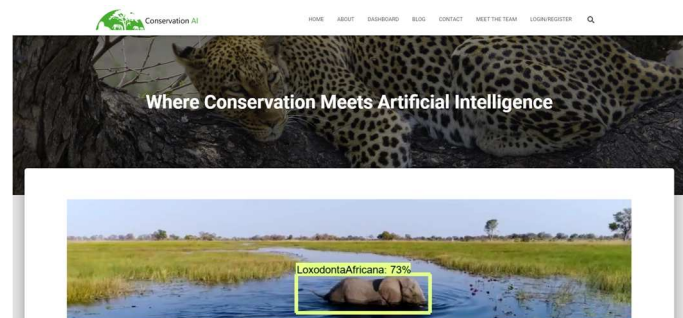 Conservation AI
HOME ABOUT DASHBOARD BLOG CONTACT MEET THE TEAM LOGIN/REGISTER
Where Conservation Meets Artificial Intelligence
LoxodontaAfricana: 73%